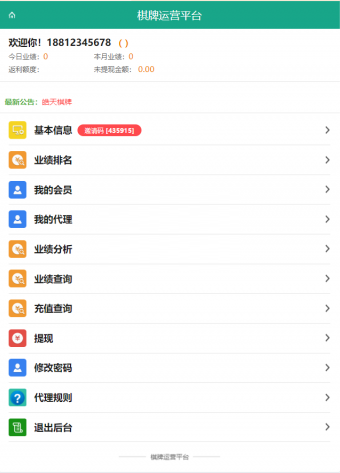 棋牌运营平台
欢迎你！18812345678 （ ）
今日业绩：0 本月业绩：0
返利额度： 未提现金额： 0.00
最新公告：皓天棋牌
基本信息 邀请码 [435915]
业绩排名
我的会员
我的代理
业绩分析
业绩查询
充值查询
提现
修改密码
代理规则
退出后台
棋牌运营平台